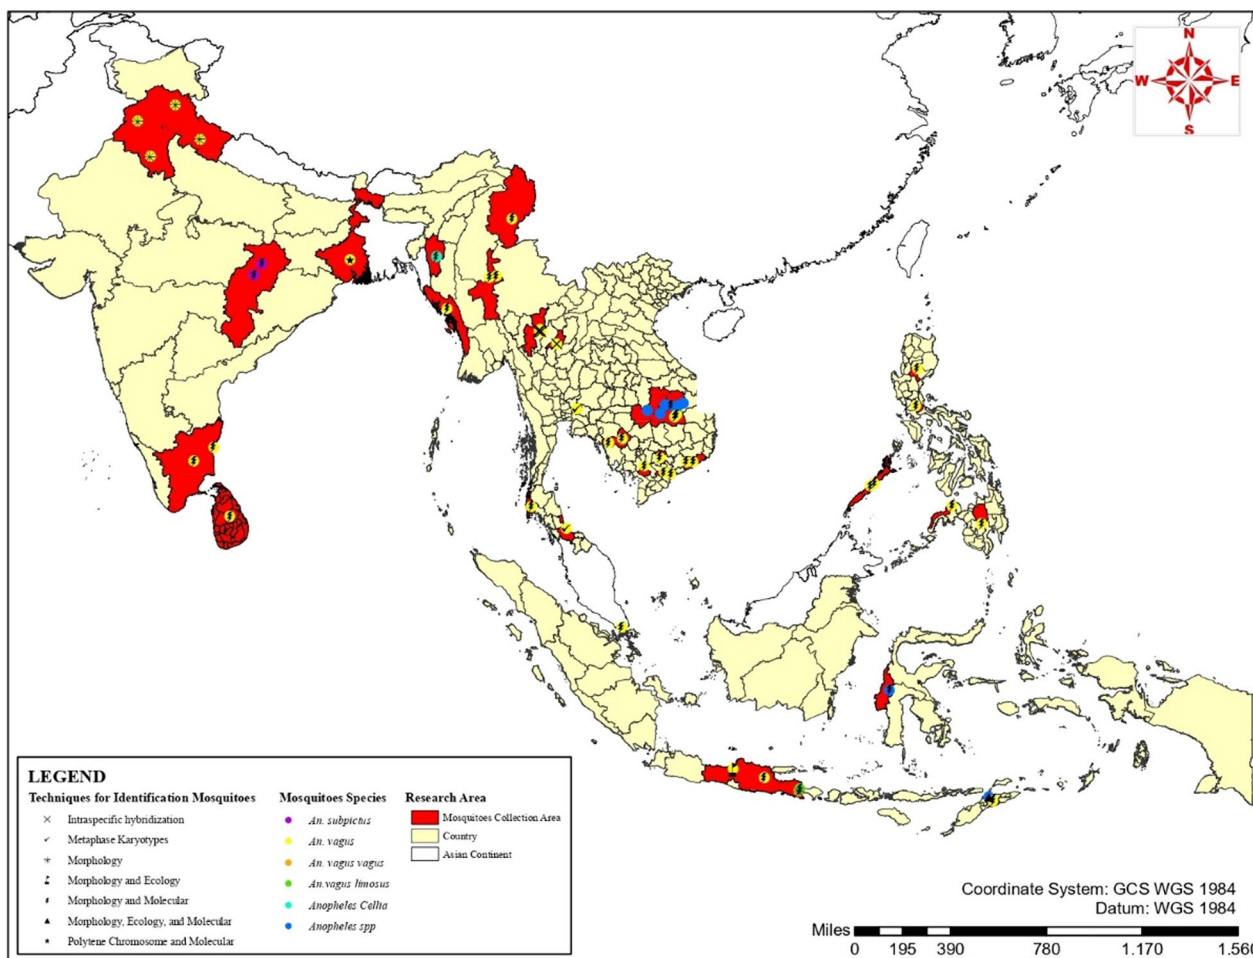 N
W E
S
LEGEND
Techniques for Identification Mosquitoes
Intraspecific hybridization
Metaphase Karyotypes
Morphology
Morphology and Ecology
Morphology and Molecular
Morphology, Ecology, and Molecular
Polytene Chromosome and Molecular
Mosquitoes Species
An. subpictus
An. vagus
An. vagus vagus
An.vagus limosus
Anopheles Cellia
Anopheles spp
Research Area
Mosquitoes Collection Area
Country
Asian Continent
Coordinate System: GCS WGS 1984
Datum: WGS 1984
Miles
0 195 390 780 1.170 1.560